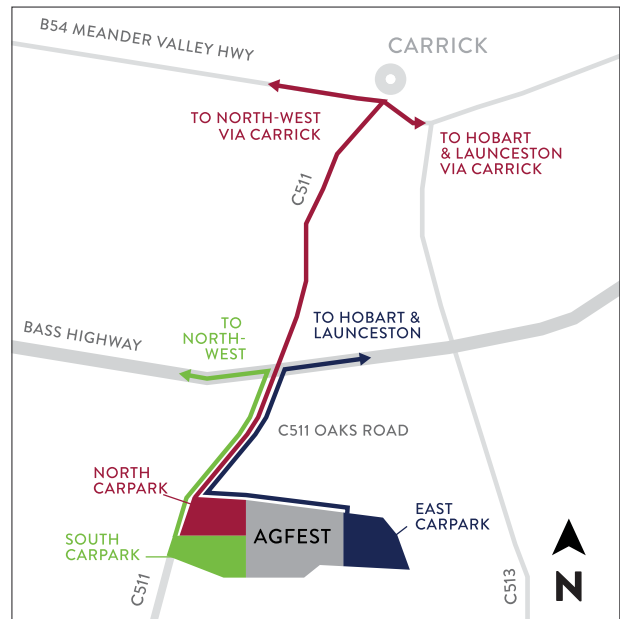 B54 MEANDER VALLEY HWY
CARRICK
TO NORTH-WEST
VIA CARRICK
TO HOBART
& LAUNCESTON
VIA CARRICK
C511
TO HOBART &
LAUNCESTON
TO
NORTH-
WEST
BASS HIGHWAY
C511 OAKS ROAD
NORTH
CARPARK
EAST
CARPARK
AGFEST
SOUTH
CARPARK
C511
C513
N